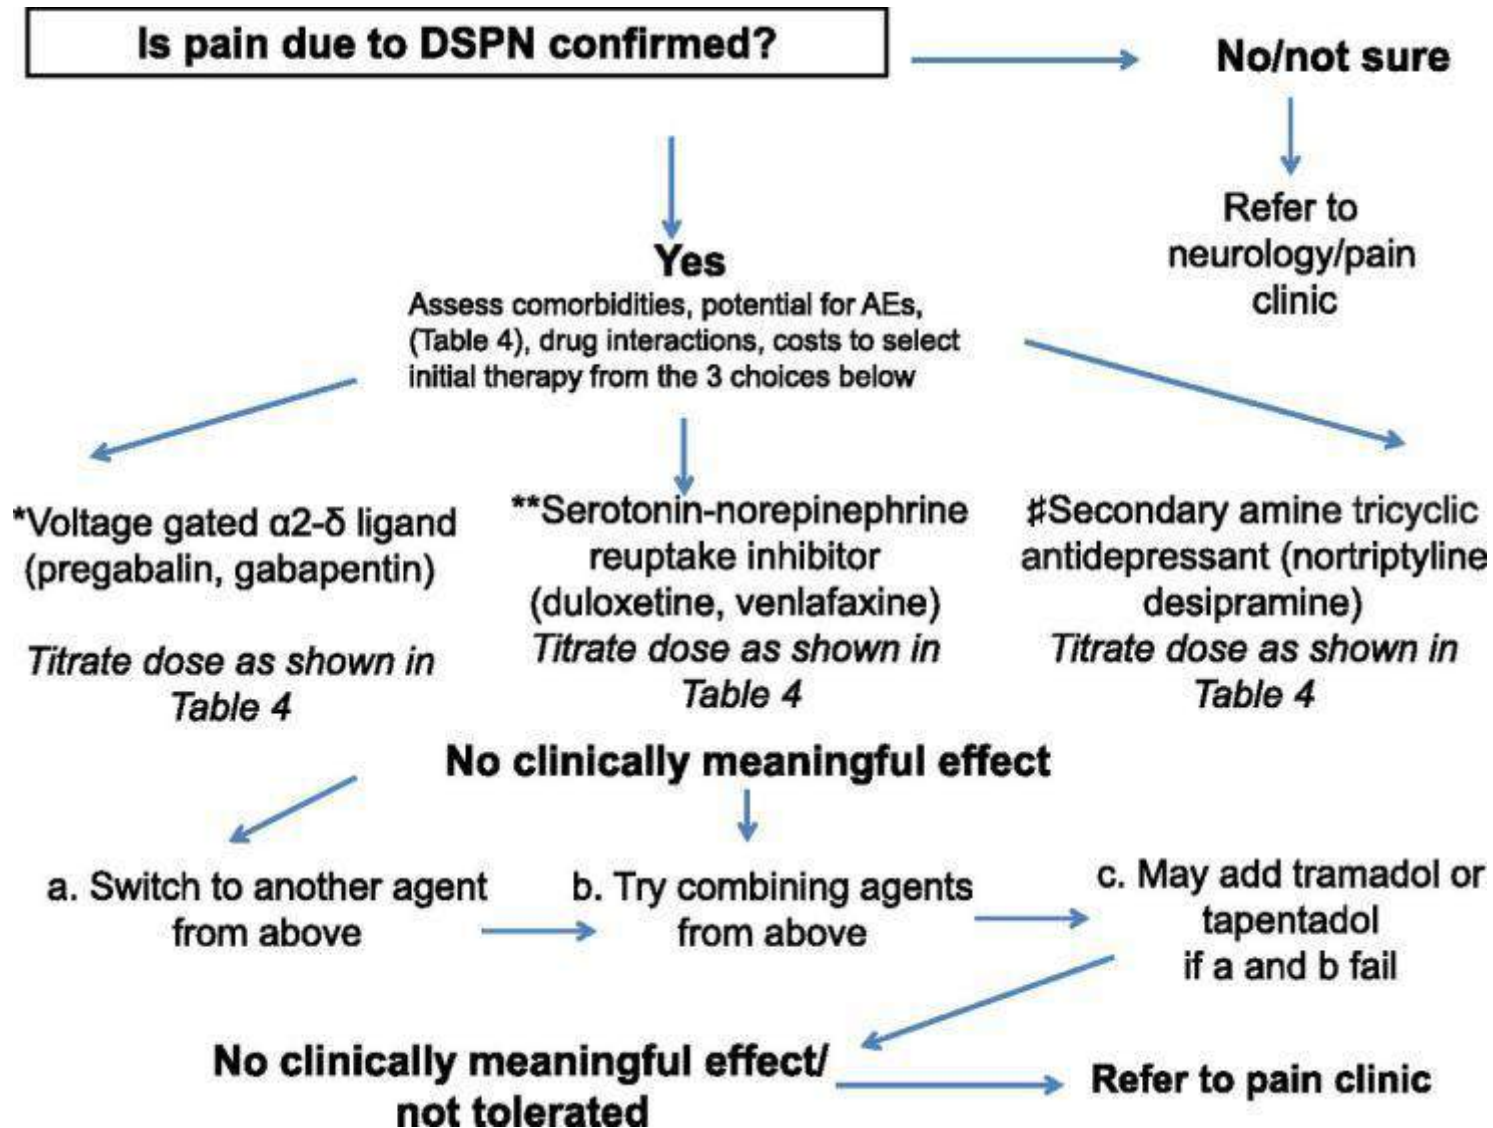 Is pain due to DSPN confirmed?
No/not sure
Refer to
neurology/pain
clinic
Yes
Assess comorbidities, potential for AEs,
(Table 4), drug interactions, costs to select
initial therapy from the 3 choices below
*Voltage gated α2-δ ligand
(pregabalin, gabapentin)
Titrate dose as shown in
Table 4
**Serotonin-norepinephrine
reuptake inhibitor
(duloxetine, venlafaxine)
Titrate dose as shown in
Table 4
♯Secondary amine tricyclic
antidepressant (nortriptyline
desipramine)
Titrate dose as shown in
Table 4
No clinically meaningful effect
a. Switch to another agent
from above
b. Try combining agents
from above
c. May add tramadol or
tapentadol
if a and b fail
No clinically meaningful effect/
not tolerated
Refer to pain clinic